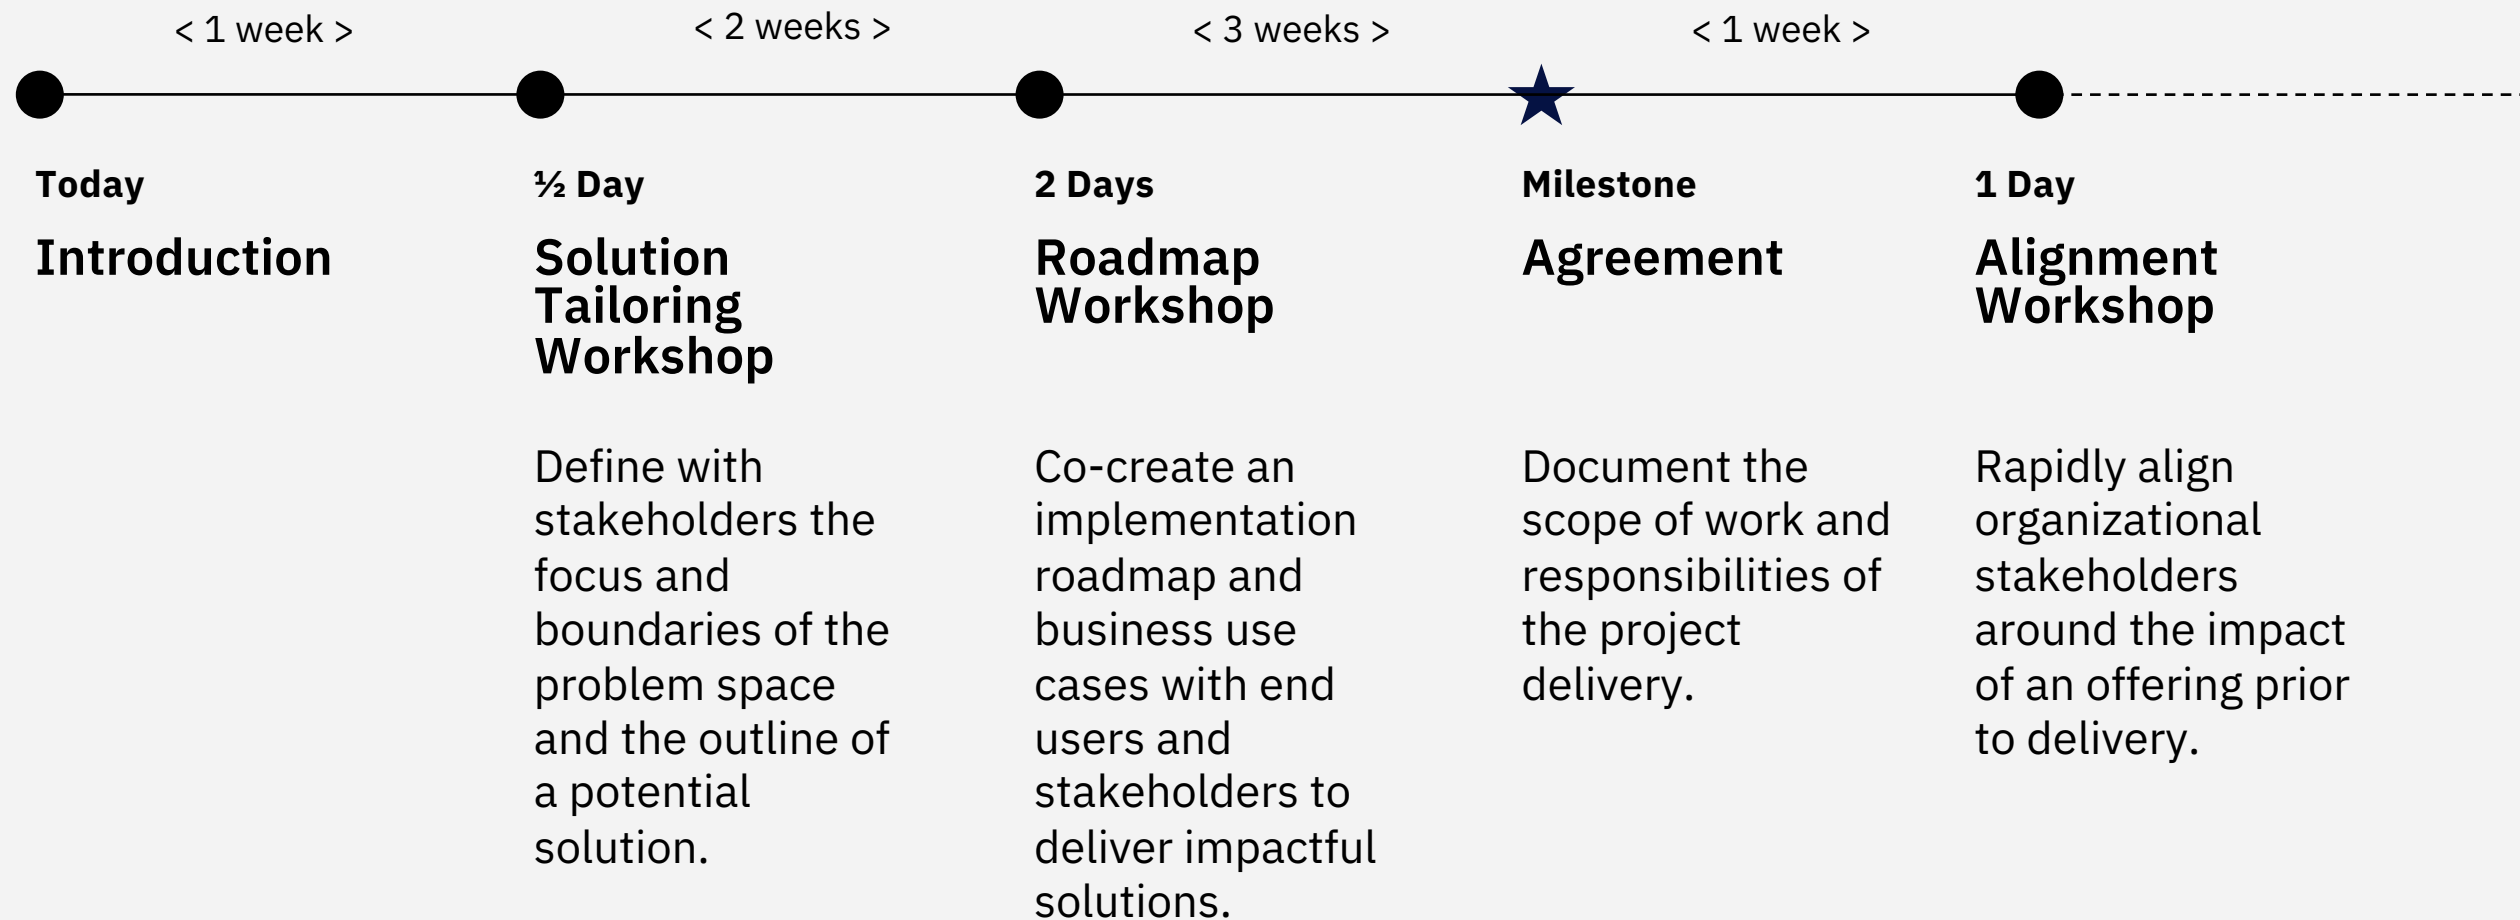 < 1 week >
< 2 weeks >
< 3 weeks >
< 1 week >
Today
Introduction
½ Day
Solution
Tailoring
Workshop
Define with
stakeholders the
focus and
boundaries of the
problem space
and the outline of
a potential
solution.
2 Days
Roadmap
Workshop
Co-create an
implementation
roadmap and
business use
cases with end
users and
stakeholders to
deliver impactful
solutions.
Milestone
Agreement
Document the
scope of work and
responsibilities of
the project
delivery.
1 Day
Alignment
Workshop
Rapidly align
organizational
stakeholders
around the impact
of an offering prior
to delivery.